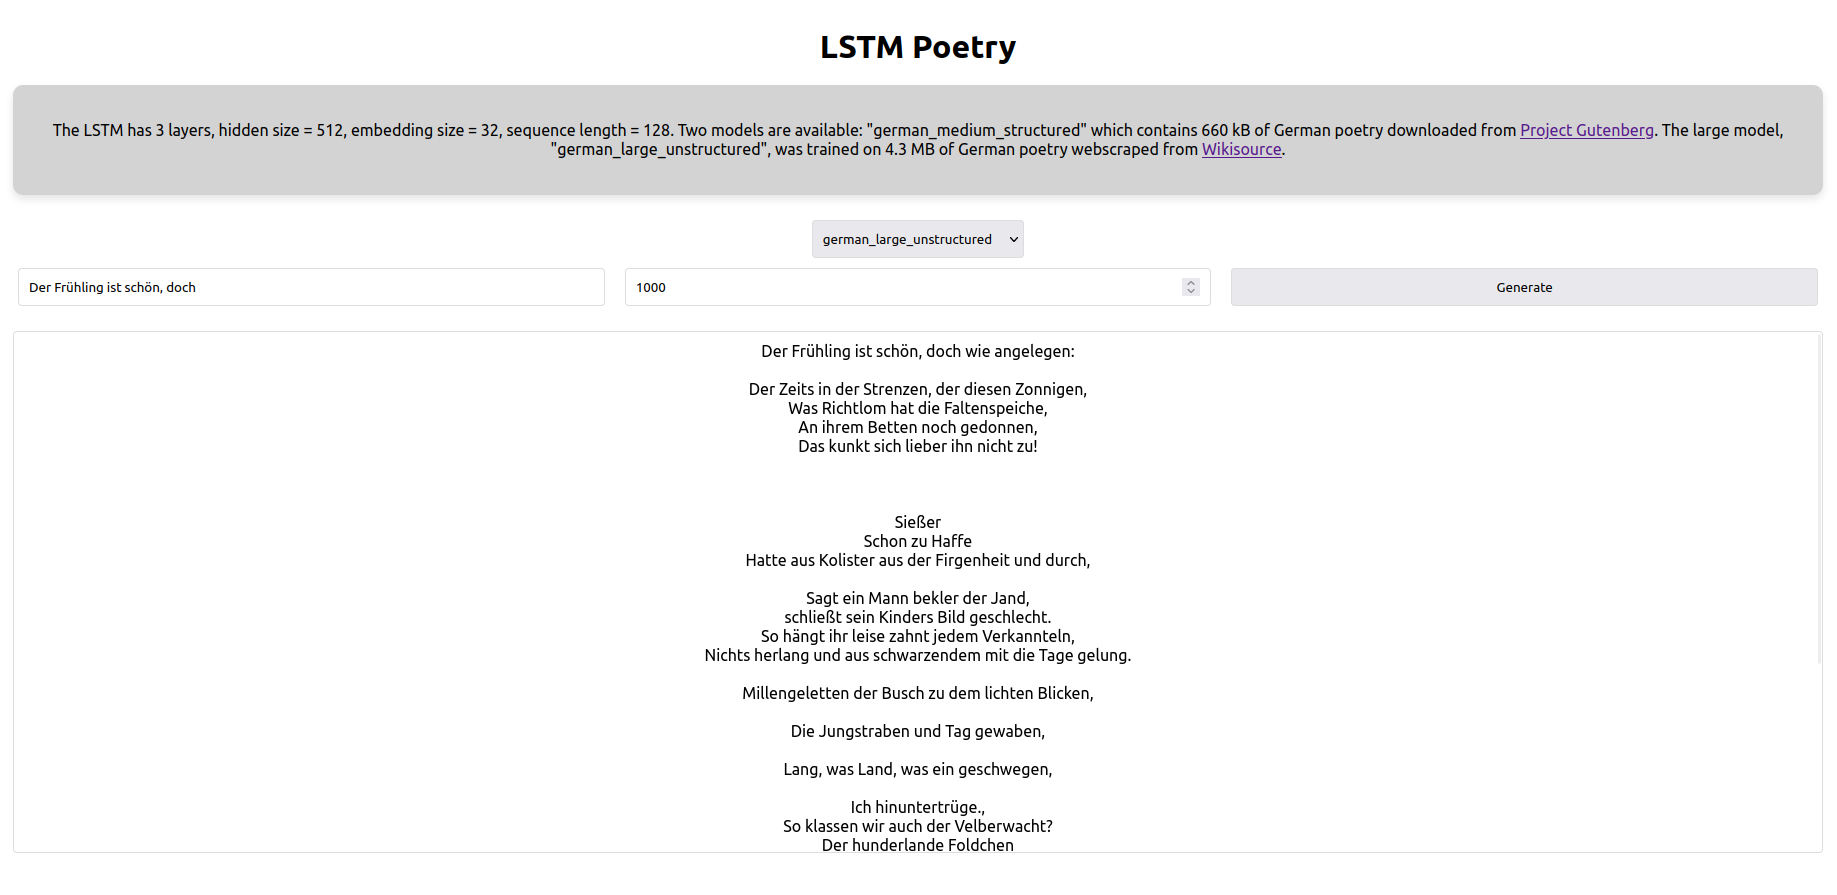 LSTM Poetry
The LSTM has 3 layers, hidden size = 512, embedding size = 32, sequence length = 128. Two models are available: "german_medium_structured" which contains 660 kB of German poetry downloaded from Project Gutenberg. The large model,
"german_large_unstructured", was trained on 4.3 MB of German poetry webscraped from Wikisource.
german_large_unstructured
Der Frühling ist schön, doch
1000
Generate
Der Frühling ist schön, doch wie angelegen:
Der Zeits in der Strenzen, der diesen Zonnigen,
Was Richtlom hat die Faltenspeiche,
An ihrem Betten noch gedonnen,
Das kunkt sich lieber ihn nicht zu!
Sießer
Schon zu Haffe
Hatte aus Kolister aus der Firgenheit und durch,
Sagt ein Mann bekler der Jand,
schließt sein Kinders Bild geschlecht.
So hängt ihr leise zahnt jedem Verkannteln,
Nichts herlang und aus schwarzendem mit die Tage gelung.
Millengeletten der Busch zu dem lichten Blicken,
Die Jungstraben und Tag gewaben,
Lang, was Land, was ein geschwegen,
Ich hinuntertrüge.,
So klassen wir auch der Velberwacht?
Der hunderlande Foldchen